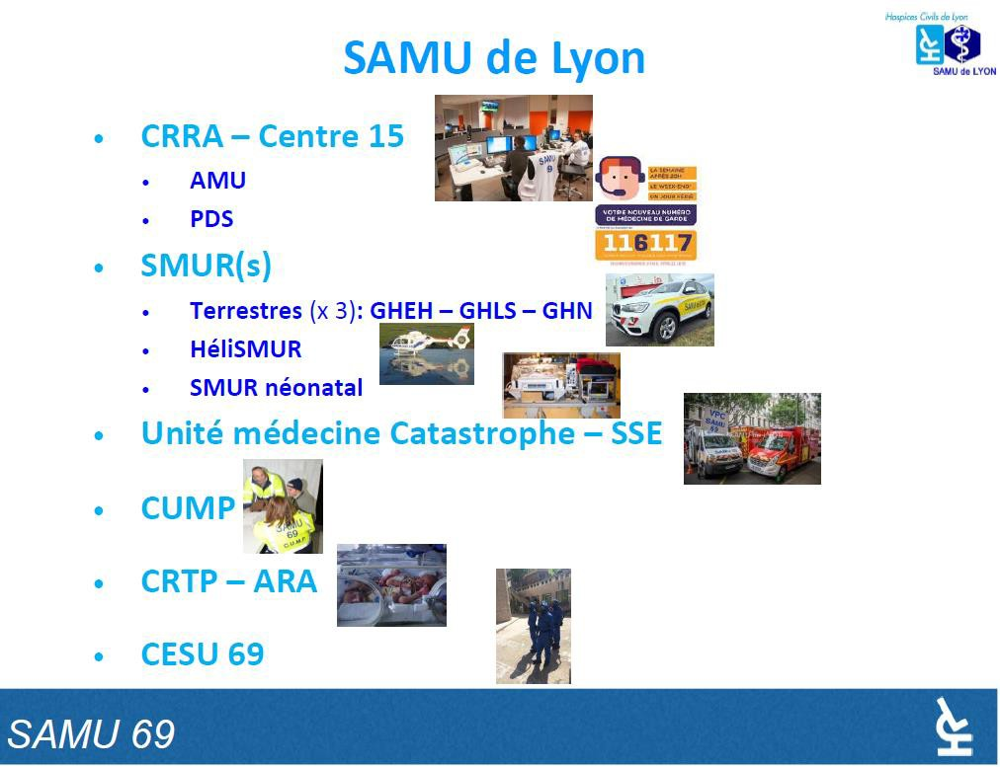 Hospices Civils de Lyon
SAMU de LYON
SAMU de Lyon
• CRRA – Centre 15
• AMU
• PDS
SAMU
69
LA SEMAINE
APRÈS 20H
LE WEEK-END
UN JOUR FÉRIÉ
VOTRE NOUVEAU NUMÉRO
DE MÉDECINE DE GARDE
116117
• SMUR(s)
• Terrestres (x 3): GHEH – GHLS – GHN
• HéliSMUR
• SMUR néonatal
• Unité médecine Catastrophe – SSE
VPC
SAMU
69
• CUMP
SAMU
69
C.U.M.P.
• CRTP – ARA
• CESU 69
SAMU 69